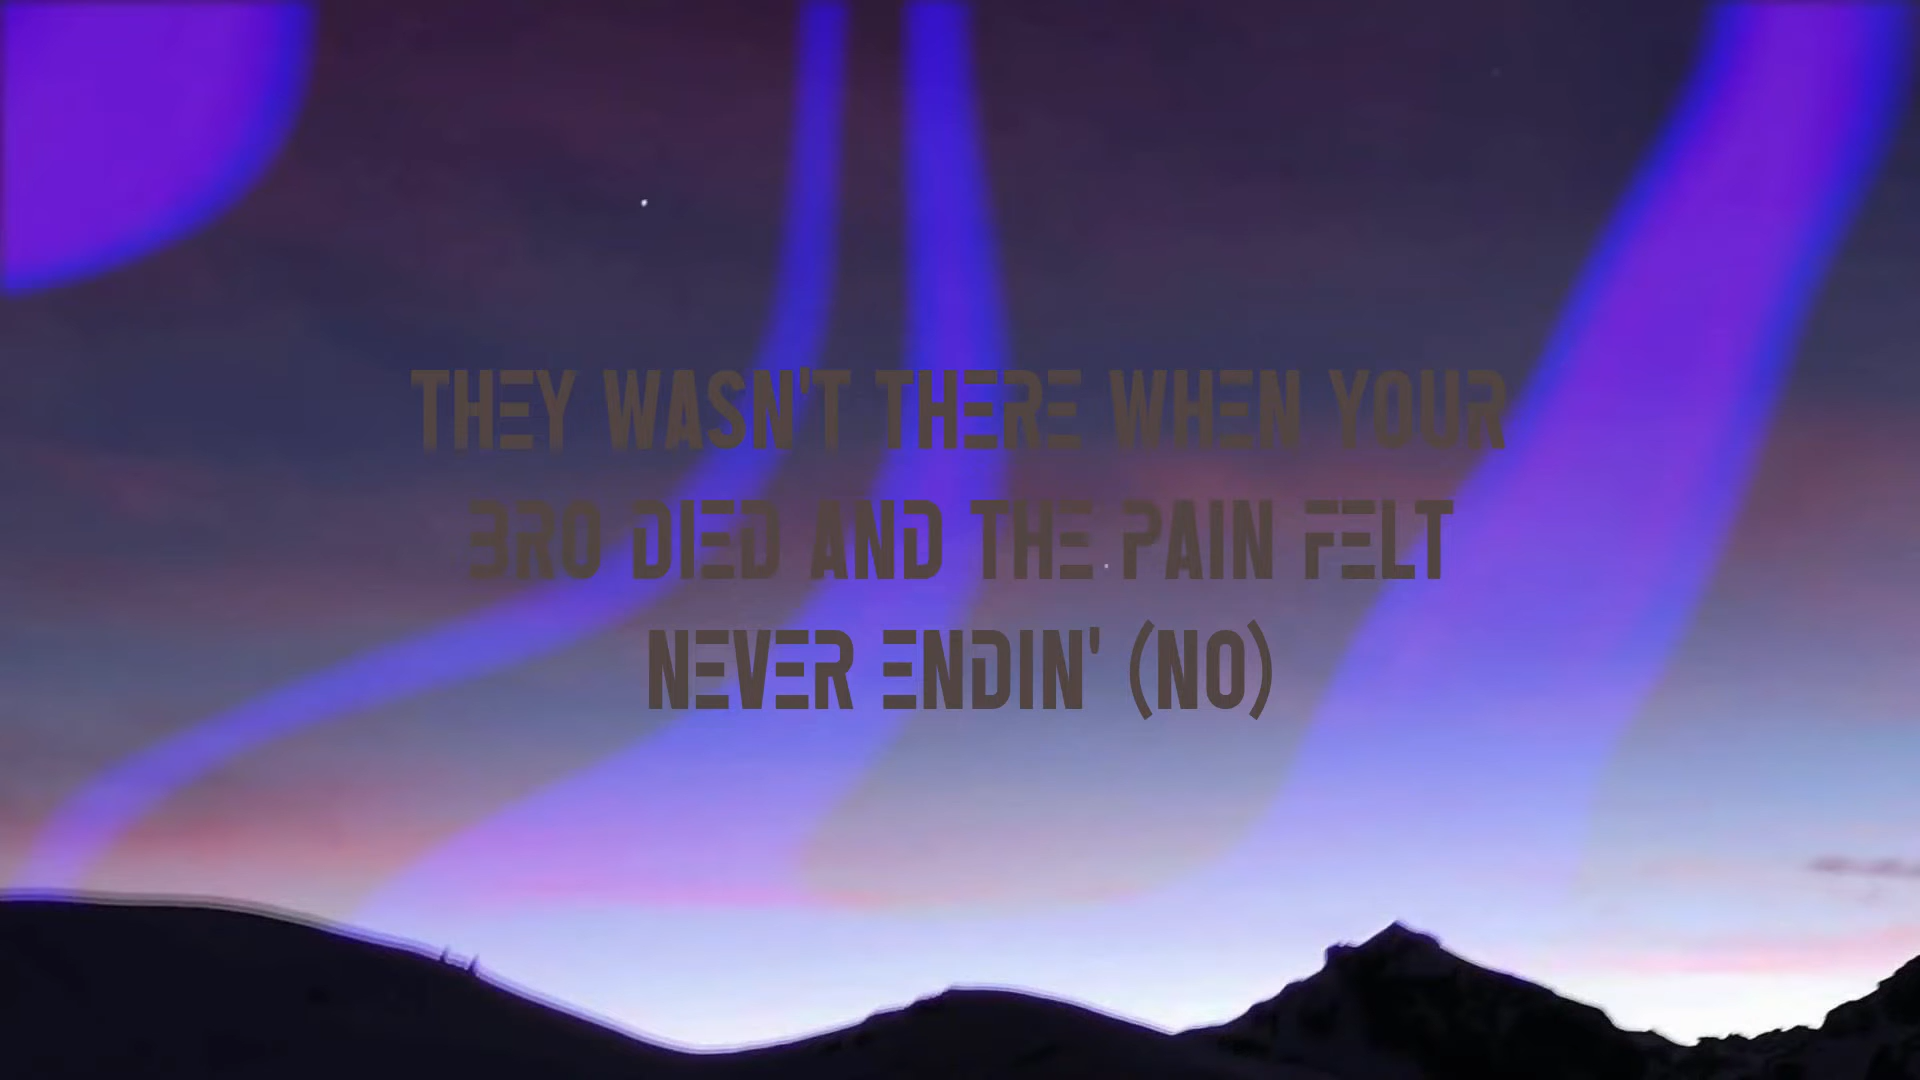 THEY WASN'T THERE WHEN YOUR
BRO DIED AND THE PAIN FELT
NEVER ENDIN' (NO)